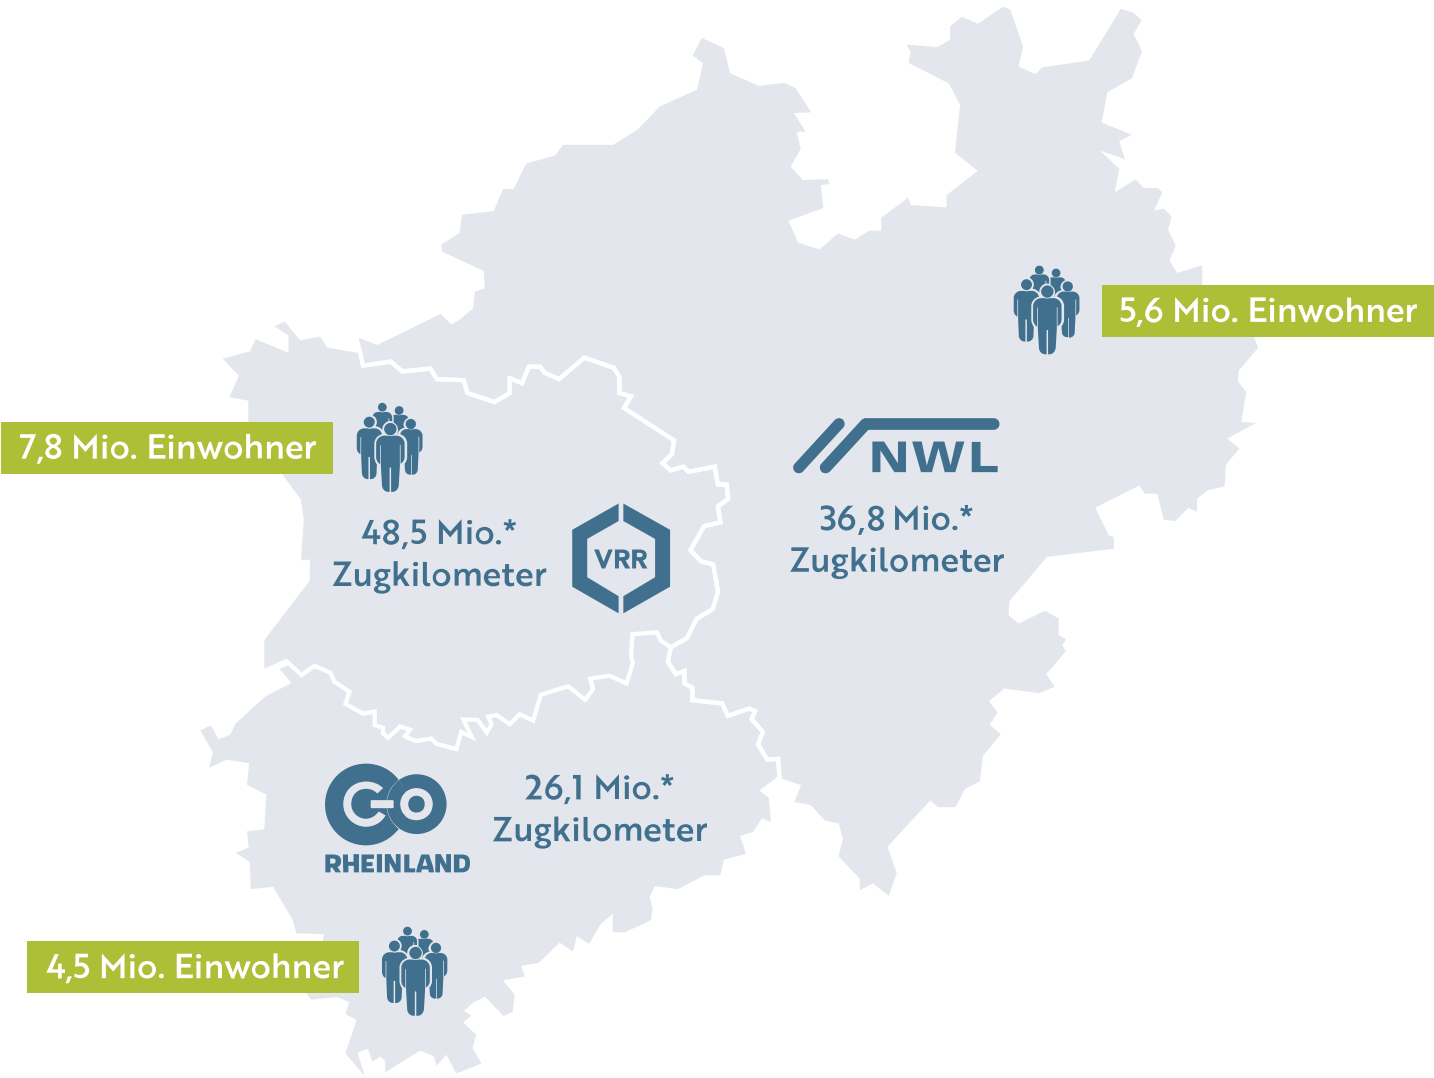 5,6 Mio. Einwohner
NWL
36,8 Mio.*
Zugkilometer
7,8 Mio. Einwohner
48,5 Mio.*
Zugkilometer
VRR
GO
RHEINLAND
26,1 Mio.*
Zugkilometer
4,5 Mio. Einwohner